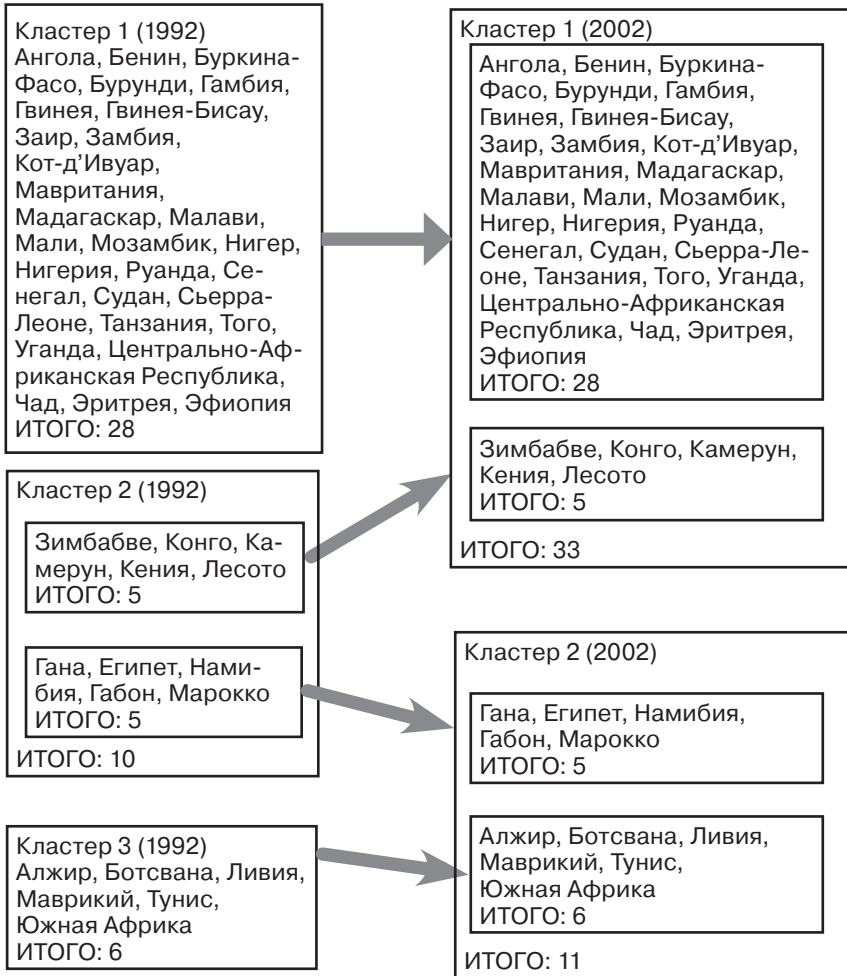 Кластер 1 (1992)
Ангола, Бенин, Буркина-
Фасо, Бурунди, Гамбия,
Гвинея, Гвинея-Бисау,
Заир, Замбия,
Кот-д'Ивуар,
Мавритания,
Мадагаскар, Малави,
Мали, Мозамбик, Нигер,
Нигерия, Руанда, Се-
негал, Судан, Сьерра-
Леоне, Танзания, Того,
Уганда, Центрально-Аф-
риканская Республика,
Чад, Эритрея, Эфиопия
ИТОГО: 28
Кластер 2 (1992)
Зимбабве, Конго, Ка-
мерун, Кения, Лесото
ИТОГО: 5
Гана, Египет, Нами-
бия, Габон, Марокко
ИТОГО: 5
ИТОГО: 10
Кластер 3 (1992)
Алжир, Ботсвана, Ливия,
Маврикий, Тунис,
Южная Африка
ИТОГО: 6
Кластер 1 (2002)
Ангола, Бенин, Буркина-
Фасо, Бурунди, Гамбия,
Гвинея, Гвинея-Бисау,
Заир, Замбия, Кот-д'Ивуар,
Мавритания, Мадагаскар,
Малави, Мали, Мозамбик,
Нигер, Нигерия, Руанда,
Сенегал, Судан, Сьерра-Ле-
оне, Танзания, Того, Уганда,
Центрально-Африканская
Республика, Чад, Эритрея,
Эфиопия
ИТОГО: 28
Зимбабве, Конго, Камерун,
Кения, Лесото
ИТОГО: 5
ИТОГО: 33
Кластер 2 (2002)
Гана, Египет, Намибия,
Габон, Марокко
ИТОГО: 5
Алжир, Ботсвана, Ливия,
Маврикий, Тунис,
Южная Африка
ИТОГО: 6
ИТОГО: 11